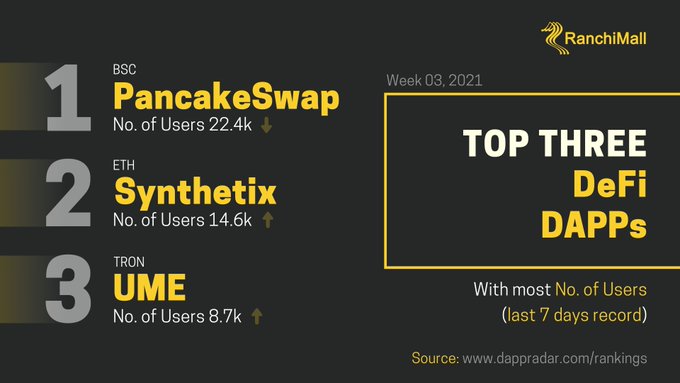 RanchiMall
1
BSC
PancakeSwap
No. of Users 22.4k
2
ETH
Synthetix
No. of Users 14.6k
3
TRON
UME
No. of Users 8.7k
Week 03, 2021
TOP THREE
DeFi
DAPPs
With most No. of Users
(last 7 days record)
Source: www.dappradar.com/rankings